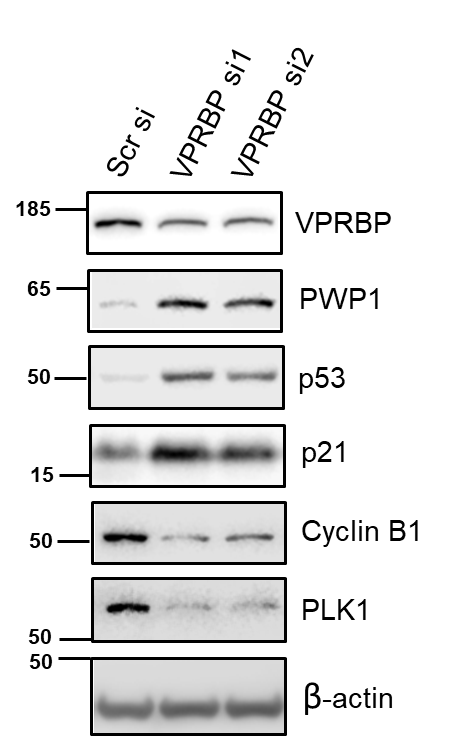 Scr si
VPRBP si1
VPRBP si2
185
VPRBP
65
PWP1
50
p53
p21
15
50
Cyclin B1
PLK1
50
50
β-actin